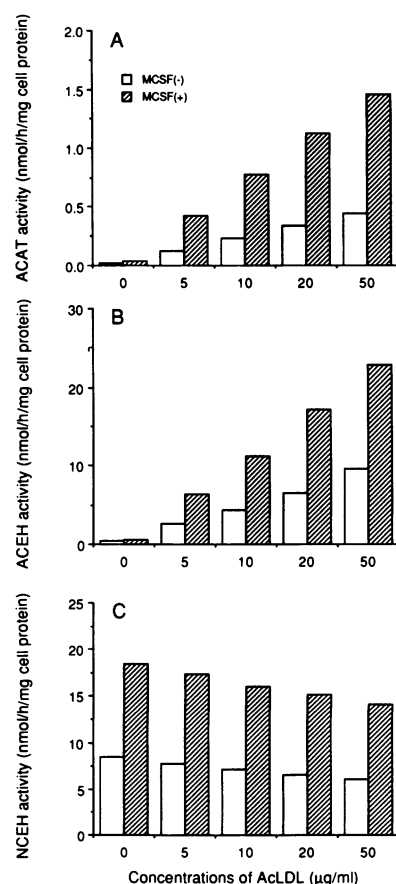 A
MCSF(-)
MCSF(+)
ACAT activity (nmol/h/mg cell protein)
2.0
1.5
1.0
0.5
0.0
0 5 10 20 50
B
ACEH activity (nmol/h/mg cell protein)
30
20
10
0
0 5 10 20 50
C
NCEH activity (nmol/h/mg cell protein)
25
20
15
10
5
0
0 5 10 20 50
Concentrations of AcLDL (μg/ml)